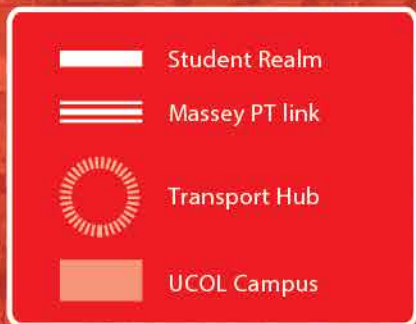 Student Realm
Massey PT link
Transport Hub
UCOL Campus